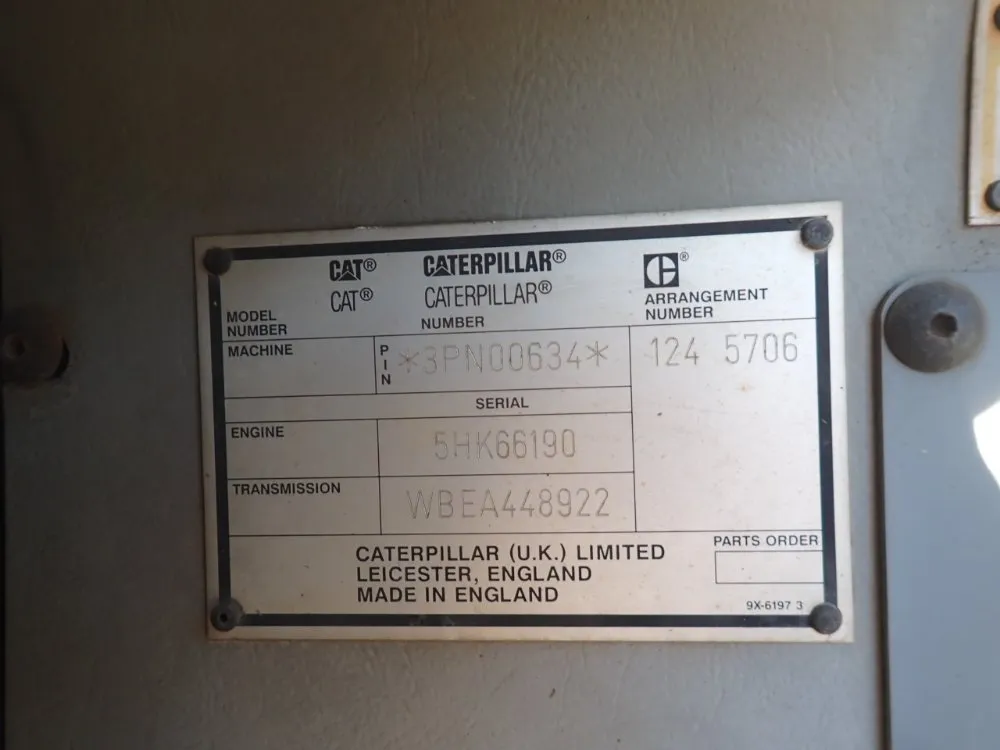 CAT® CATERPILLAR® C®
CAT® CATERPILLAR®
MODEL NUMBER NUMBER ARRANGEMENT NUMBER
MACHINE PIN *3PN00634* 124 5706
SERIAL
ENGINE 5HK66190
TRANSMISSION WBEA448922
CATERPILLAR (U.K.) LIMITED PARTS ORDER
LEICESTER, ENGLAND
MADE IN ENGLAND
9X-6197 3